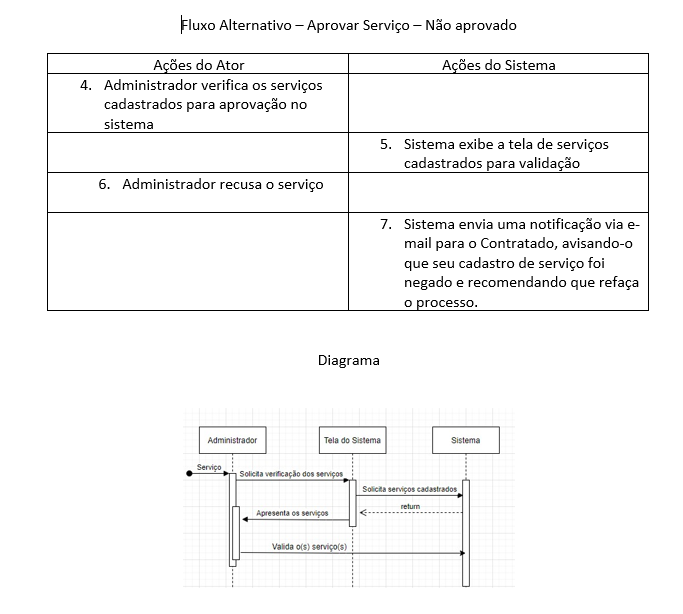 Fluxo Alternativo – Aprovar Serviço – Não aprovado
Ações do Ator
Ações do Sistema
4. Administrador verifica os serviços
cadastrados para aprovação no
sistema
5. Sistema exibe a tela de serviços
cadastrados para validação
6. Administrador recusa o serviço
7. Sistema envia uma notificação via e-
mail para o Contratado, avisando-o
que seu cadastro de serviço foi
negado e recomendando que refaça
o processo.
Diagrama
Administrador
Tela do Sistema
Sistema
Serviço
Solicita verificação dos serviços
Solicita serviços cadastrados
return
Apresenta os serviços
Valida o(s) serviço(s)